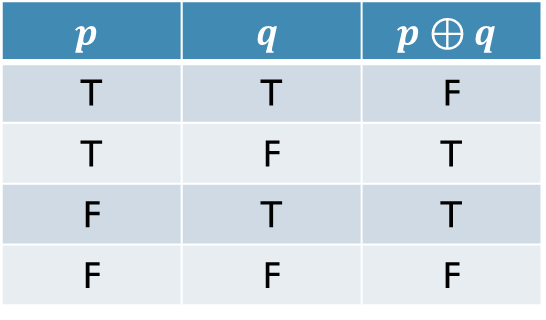 p q p ⊕ q
T T F
T F T
F T T
F F F